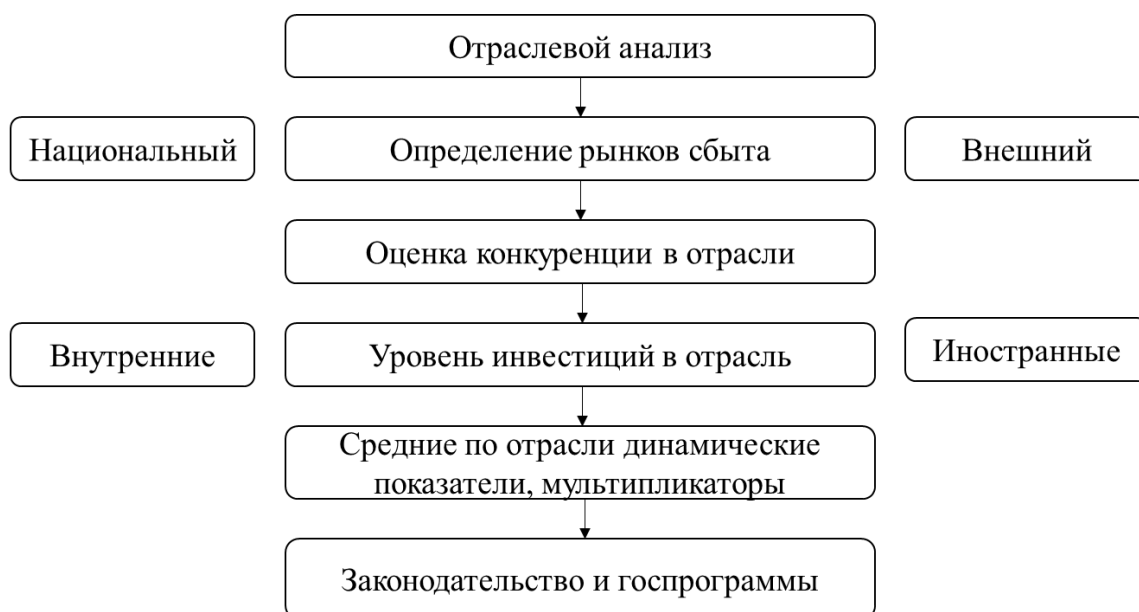 Отраслевой анализ
Национальный
Определение рынков сбыта
Внешний
Оценка конкуренции в отрасли
Внутренние
Уровень инвестиций в отрасль
Иностранные
Средние по отрасли динамические
показатели, мультипликаторы
Законодательство и госпрограммы